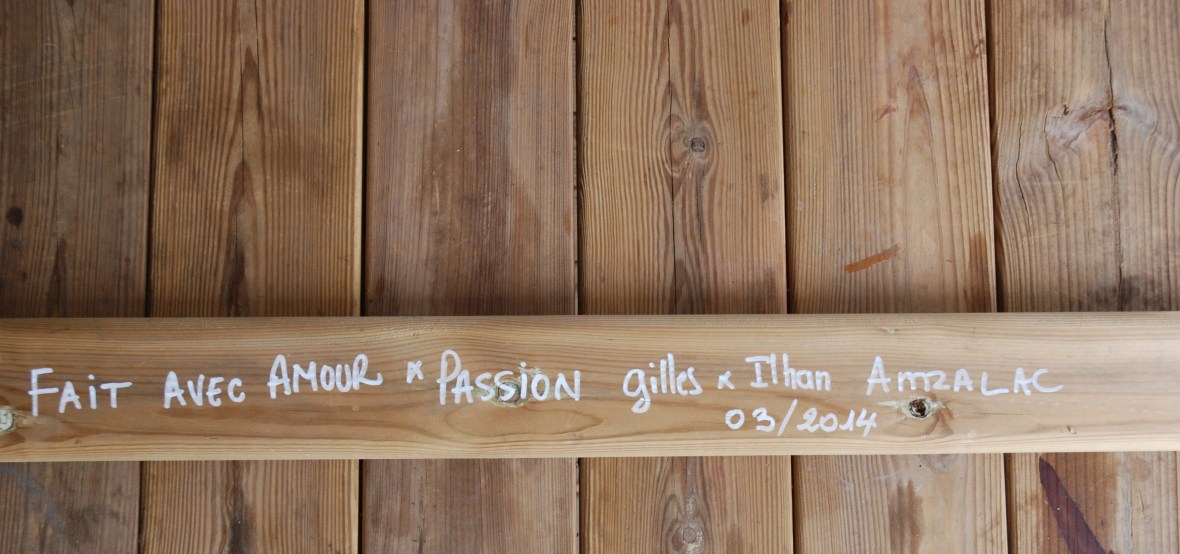 FAiT AVEC AMOUR x PASSiON gilles x Ilhan AMZALAC
03/2014